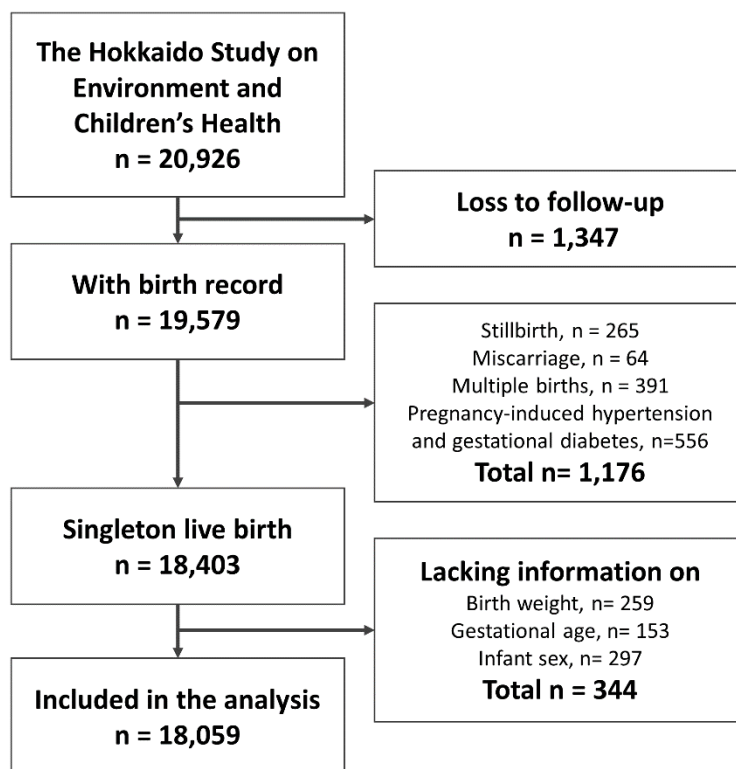 The Hokkaido Study on
Environment and
Children's Health
n = 20,926
Loss to follow-up
n = 1,347
With birth record
n = 19,579
Stillbirth, n = 265
Miscarriage, n = 64
Multiple births, n = 391
Pregnancy-induced hypertension
and gestational diabetes, n=556
Total n= 1,176
Singleton live birth
n = 18,403
Lacking information on
Birth weight, n= 259
Gestational age, n= 153
Infant sex, n= 297
Total n = 344
Included in the analysis
n = 18,059